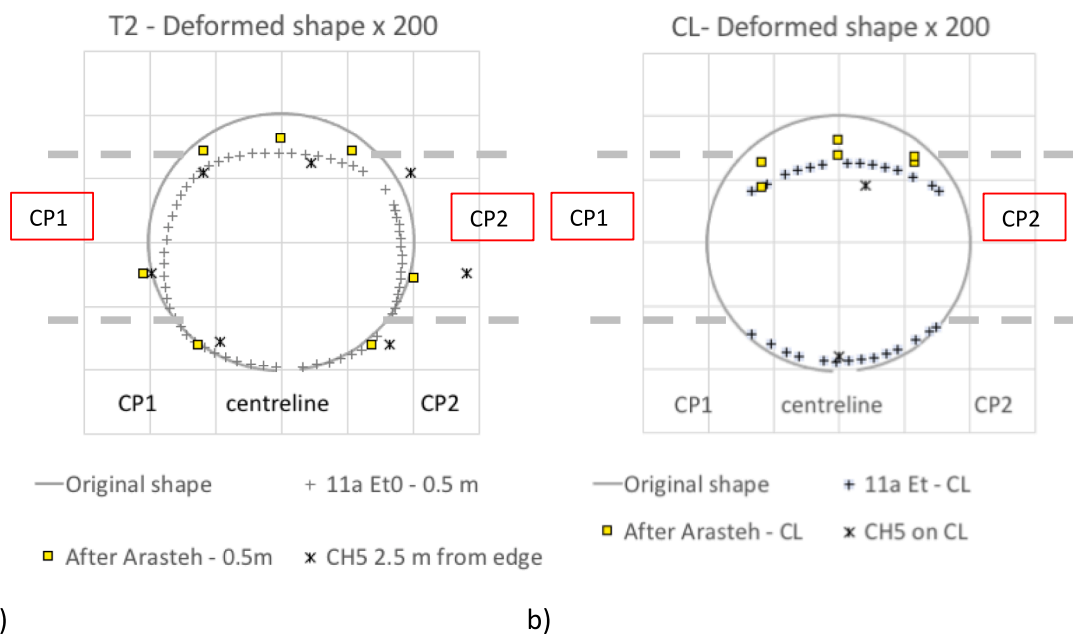 T2 - Deformed shape x 200
CP1
CP2
CP1
centreline
CP2
Original shape
11a Et0 - 0.5 m
After Arasteh - 0.5m
CH5 2.5 m from edge
)
CL- Deformed shape x 200
CP1
CP2
CP1
centreline
CP2
Original shape
11a Et - CL
After Arasteh - CL
CH5 on CL
b)